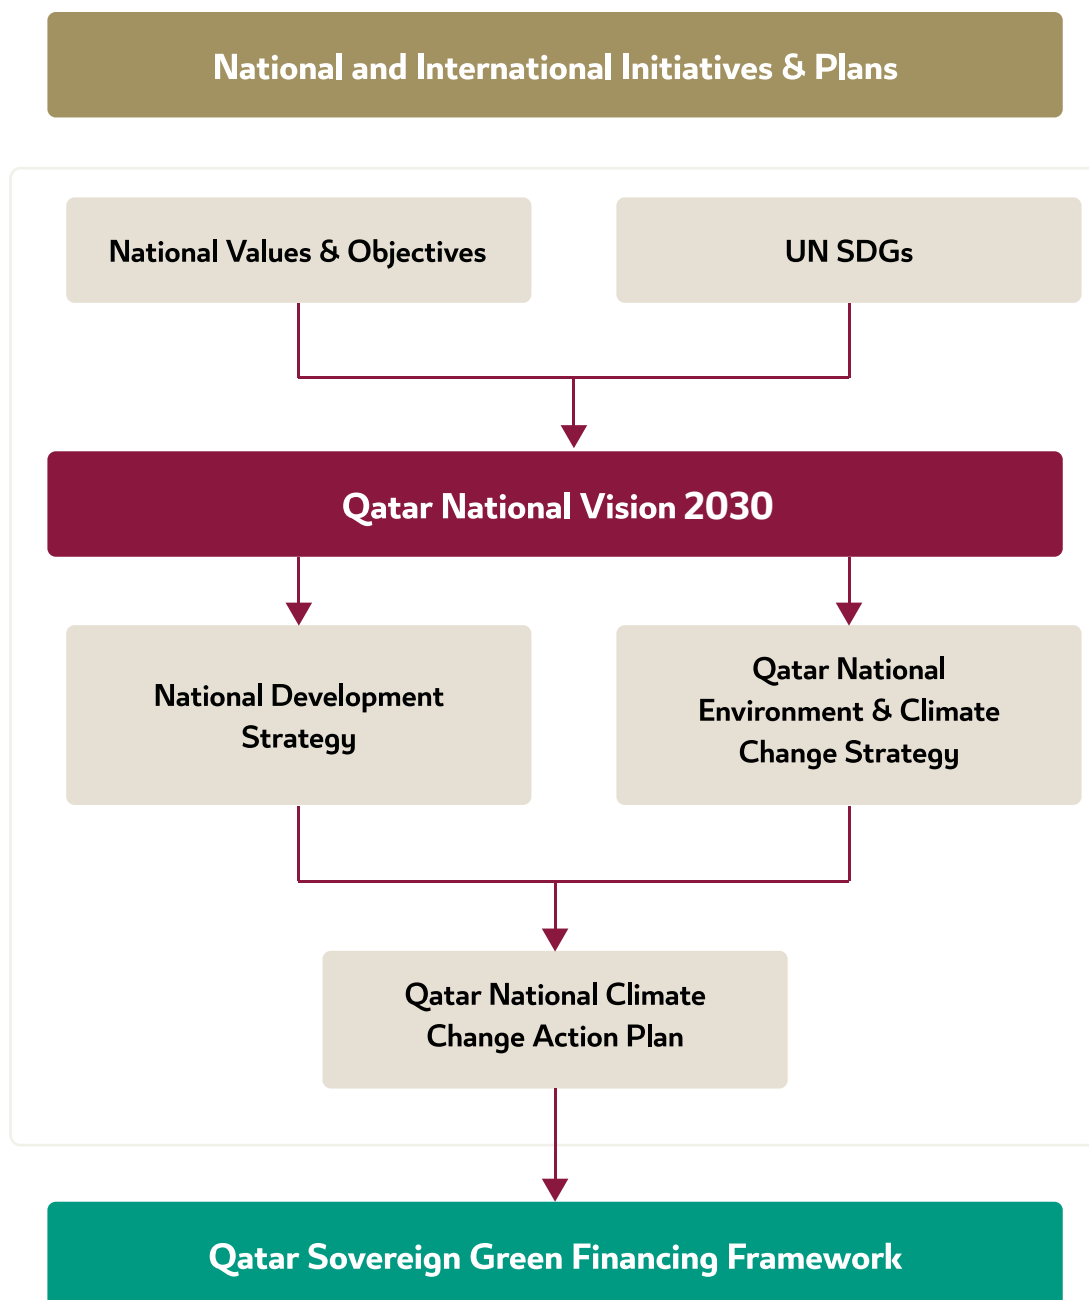 National and International Initiatives & Plans
National Values & Objectives
UN SDGs
Qatar National Vision 2030
National Development
Strategy
Qatar National
Environment & Climate
Change Strategy
Qatar National Climate
Change Action Plan
Qatar Sovereign Green Financing Framework